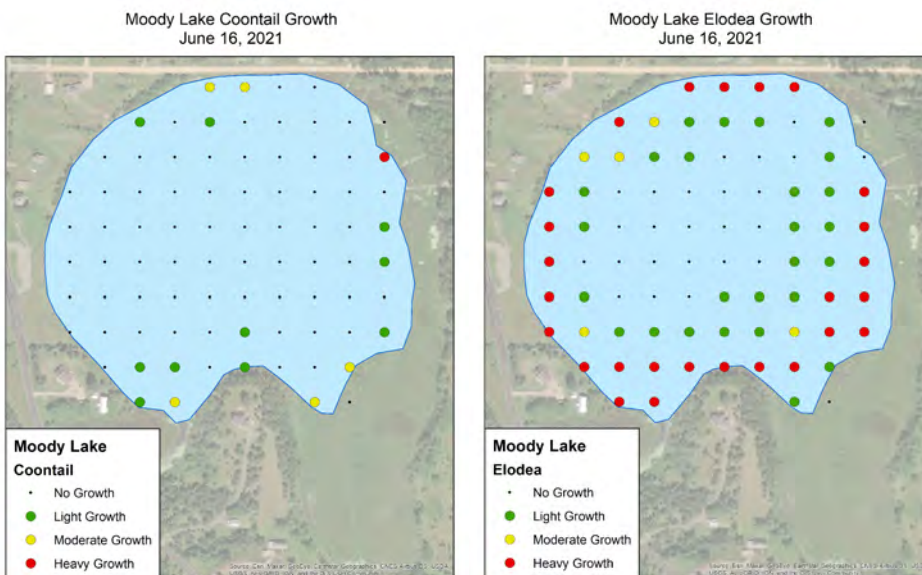 Moody Lake Coontail Growth
June 16, 2021
Moody Lake
Coontail
No Growth
Light Growth
Moderate Growth
Heavy Growth
Moody Lake Elodea Growth
June 16, 2021
Moody Lake
Elodea
No Growth
Light Growth
Moderate Growth
Heavy Growth